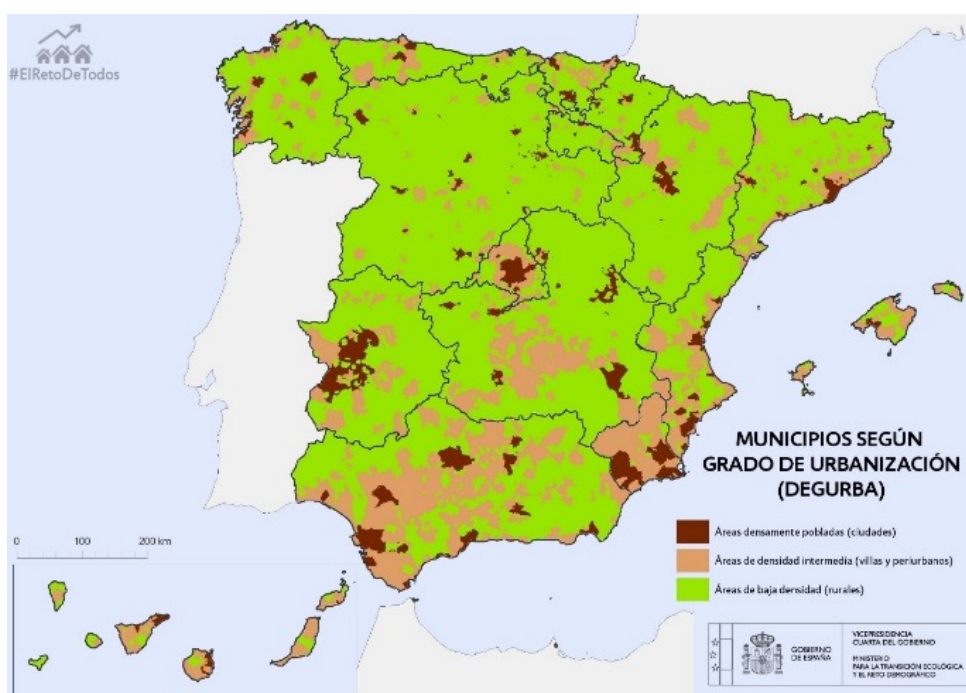 #ElRetoDeTodos
MUNICIPIOS SEGÚN
GRADO DE URBANIZACIÓN
(DEGURBA)
Áreas densamente pobladas (ciudades)
Áreas de densidad intermedia (villas y periurbanos)
Áreas de baja densidad (rurales)
0 100 200 km
GOBIERNO
DE ESPAÑA
VICEPRESIDENCIA
CUARTA DEL GOBIERNO
MINISTERIO
PARA LA TRANSICIÓN ECOLÓGICA
Y EL RETO DEMOGRÁFICO